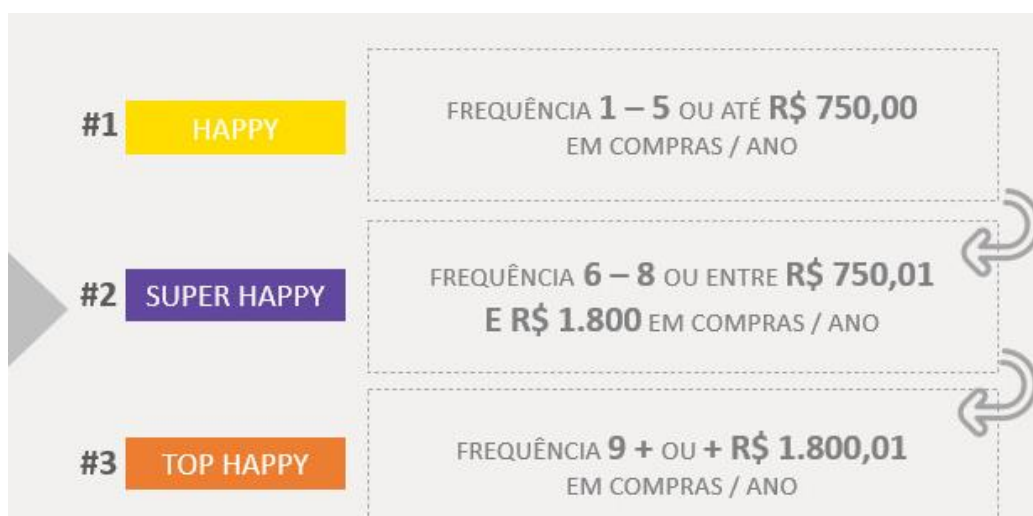 #1 HAPPY
FREQUÊNCIA 1 – 5 OU ATÉ R$ 750,00
EM COMPRAS / ANO
#2 SUPER HAPPY
FREQUÊNCIA 6 – 8 OU ENTRE R$ 750,01
E R$ 1.800 EM COMPRAS / ANO
#3 TOP HAPPY
FREQUÊNCIA 9 + OU + R$ 1.800,01
EM COMPRAS / ANO